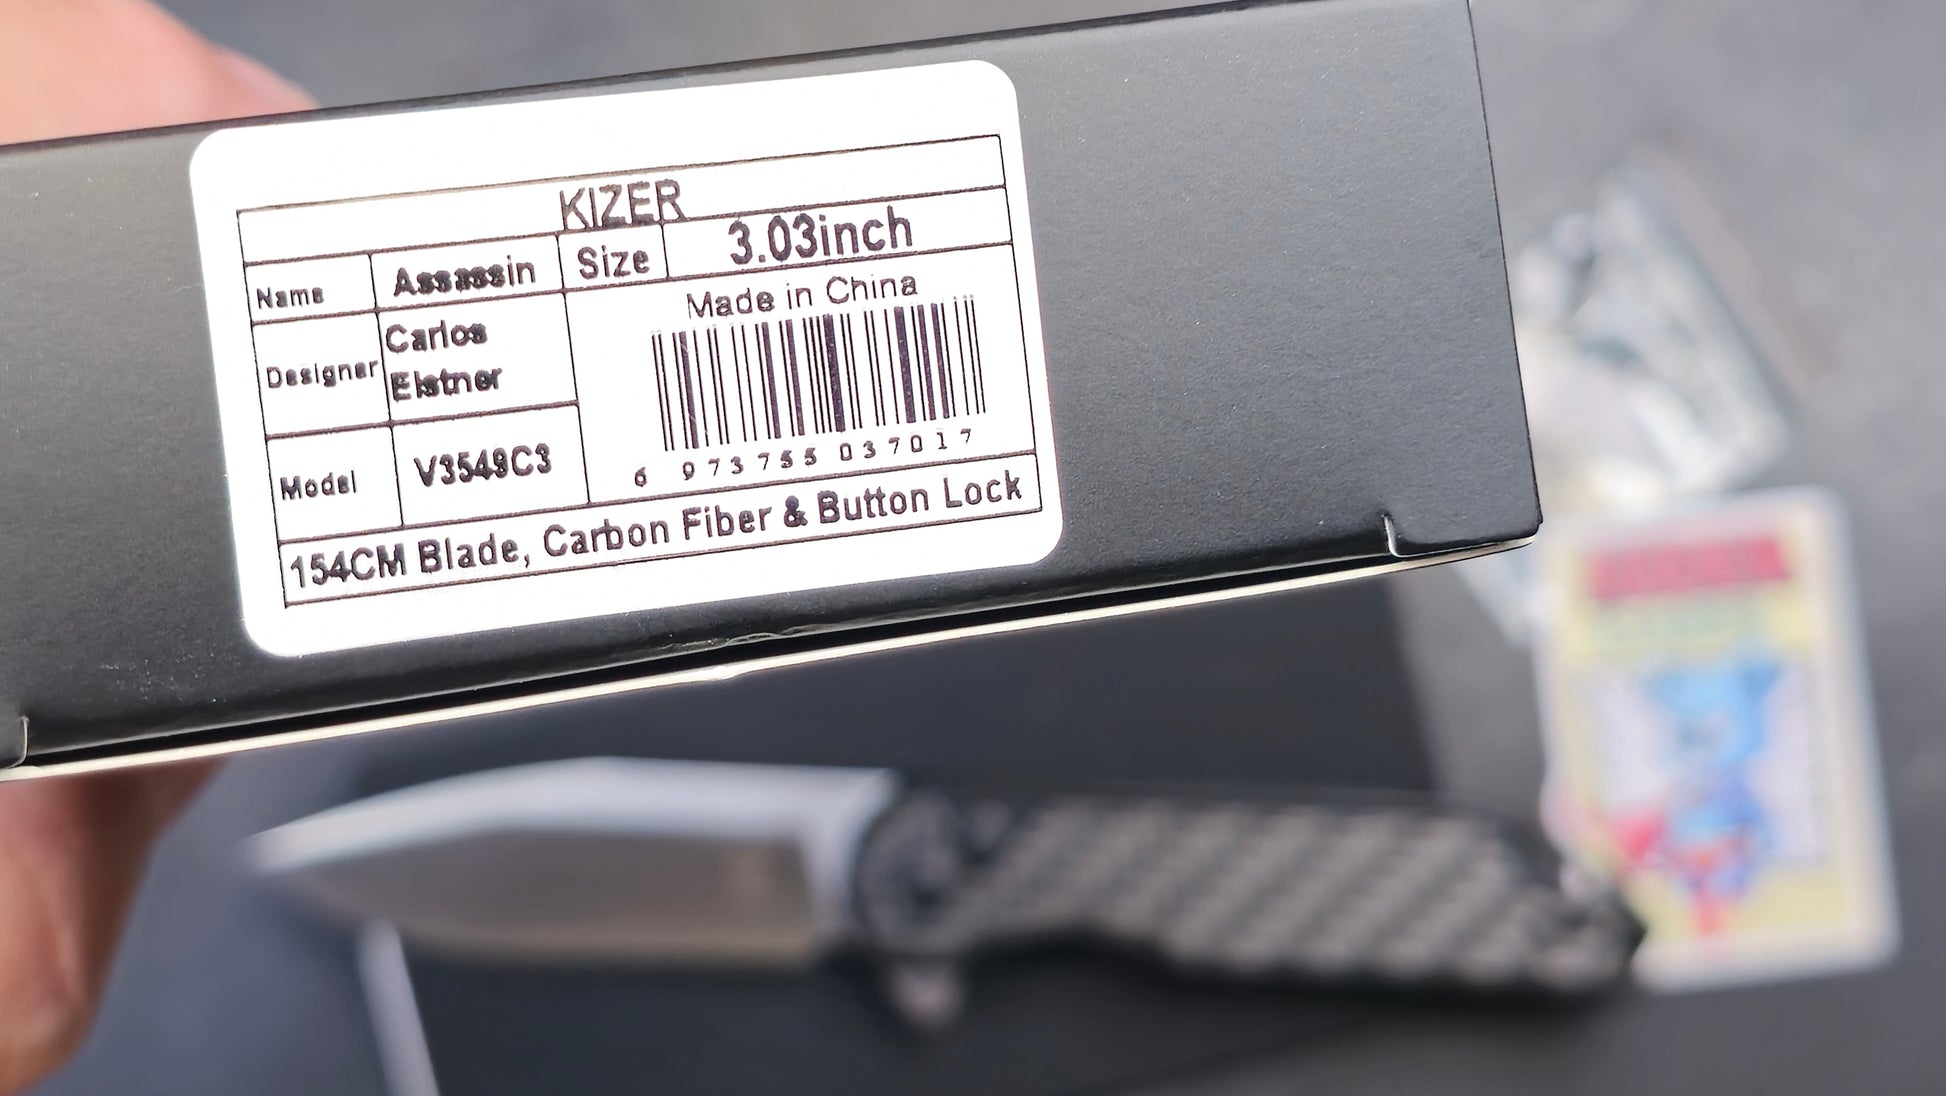 KIZER
Name Assassin Size 3.03inch
Designer Carlos
Elstner
Made in China
6 973755 037017
Model V3549C3
154CM Blade, Carbon Fiber & Button Lock